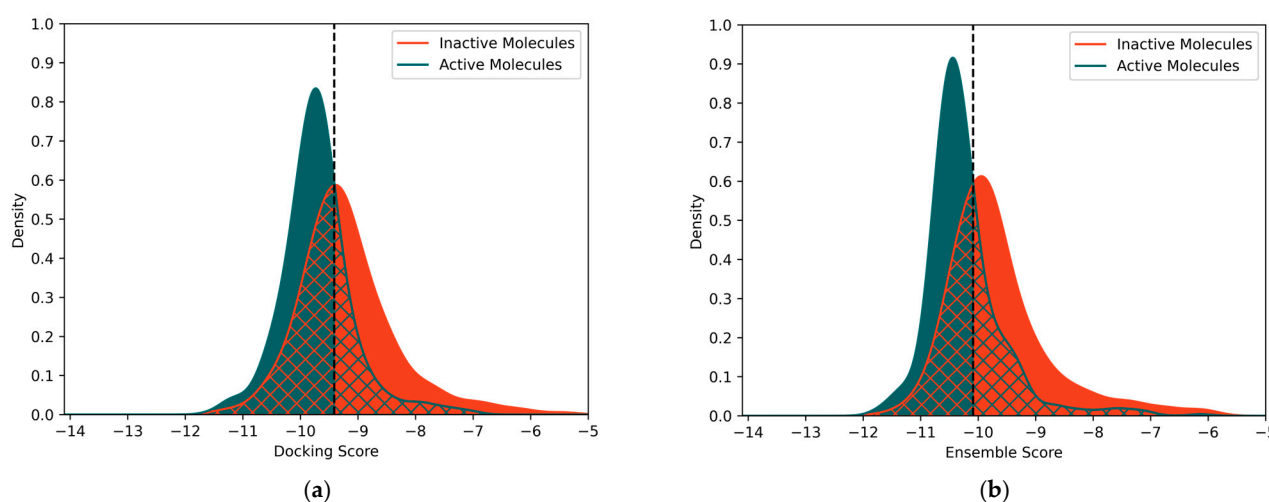 1.0
0.9
0.8
0.7
0.6
0.5
0.4
0.3
0.2
0.1
0.0
Density
Inactive Molecules
Active Molecules
−14 −13 −12 −11 −10 −9 −8 −7 −6 −5
Docking Score
(a)
1.0
0.9
0.8
0.7
0.6
0.5
0.4
0.3
0.2
0.1
0.0
Density
Inactive Molecules
Active Molecules
−14 −13 −12 −11 −10 −9 −8 −7 −6 −5
Ensemble Score
(b)